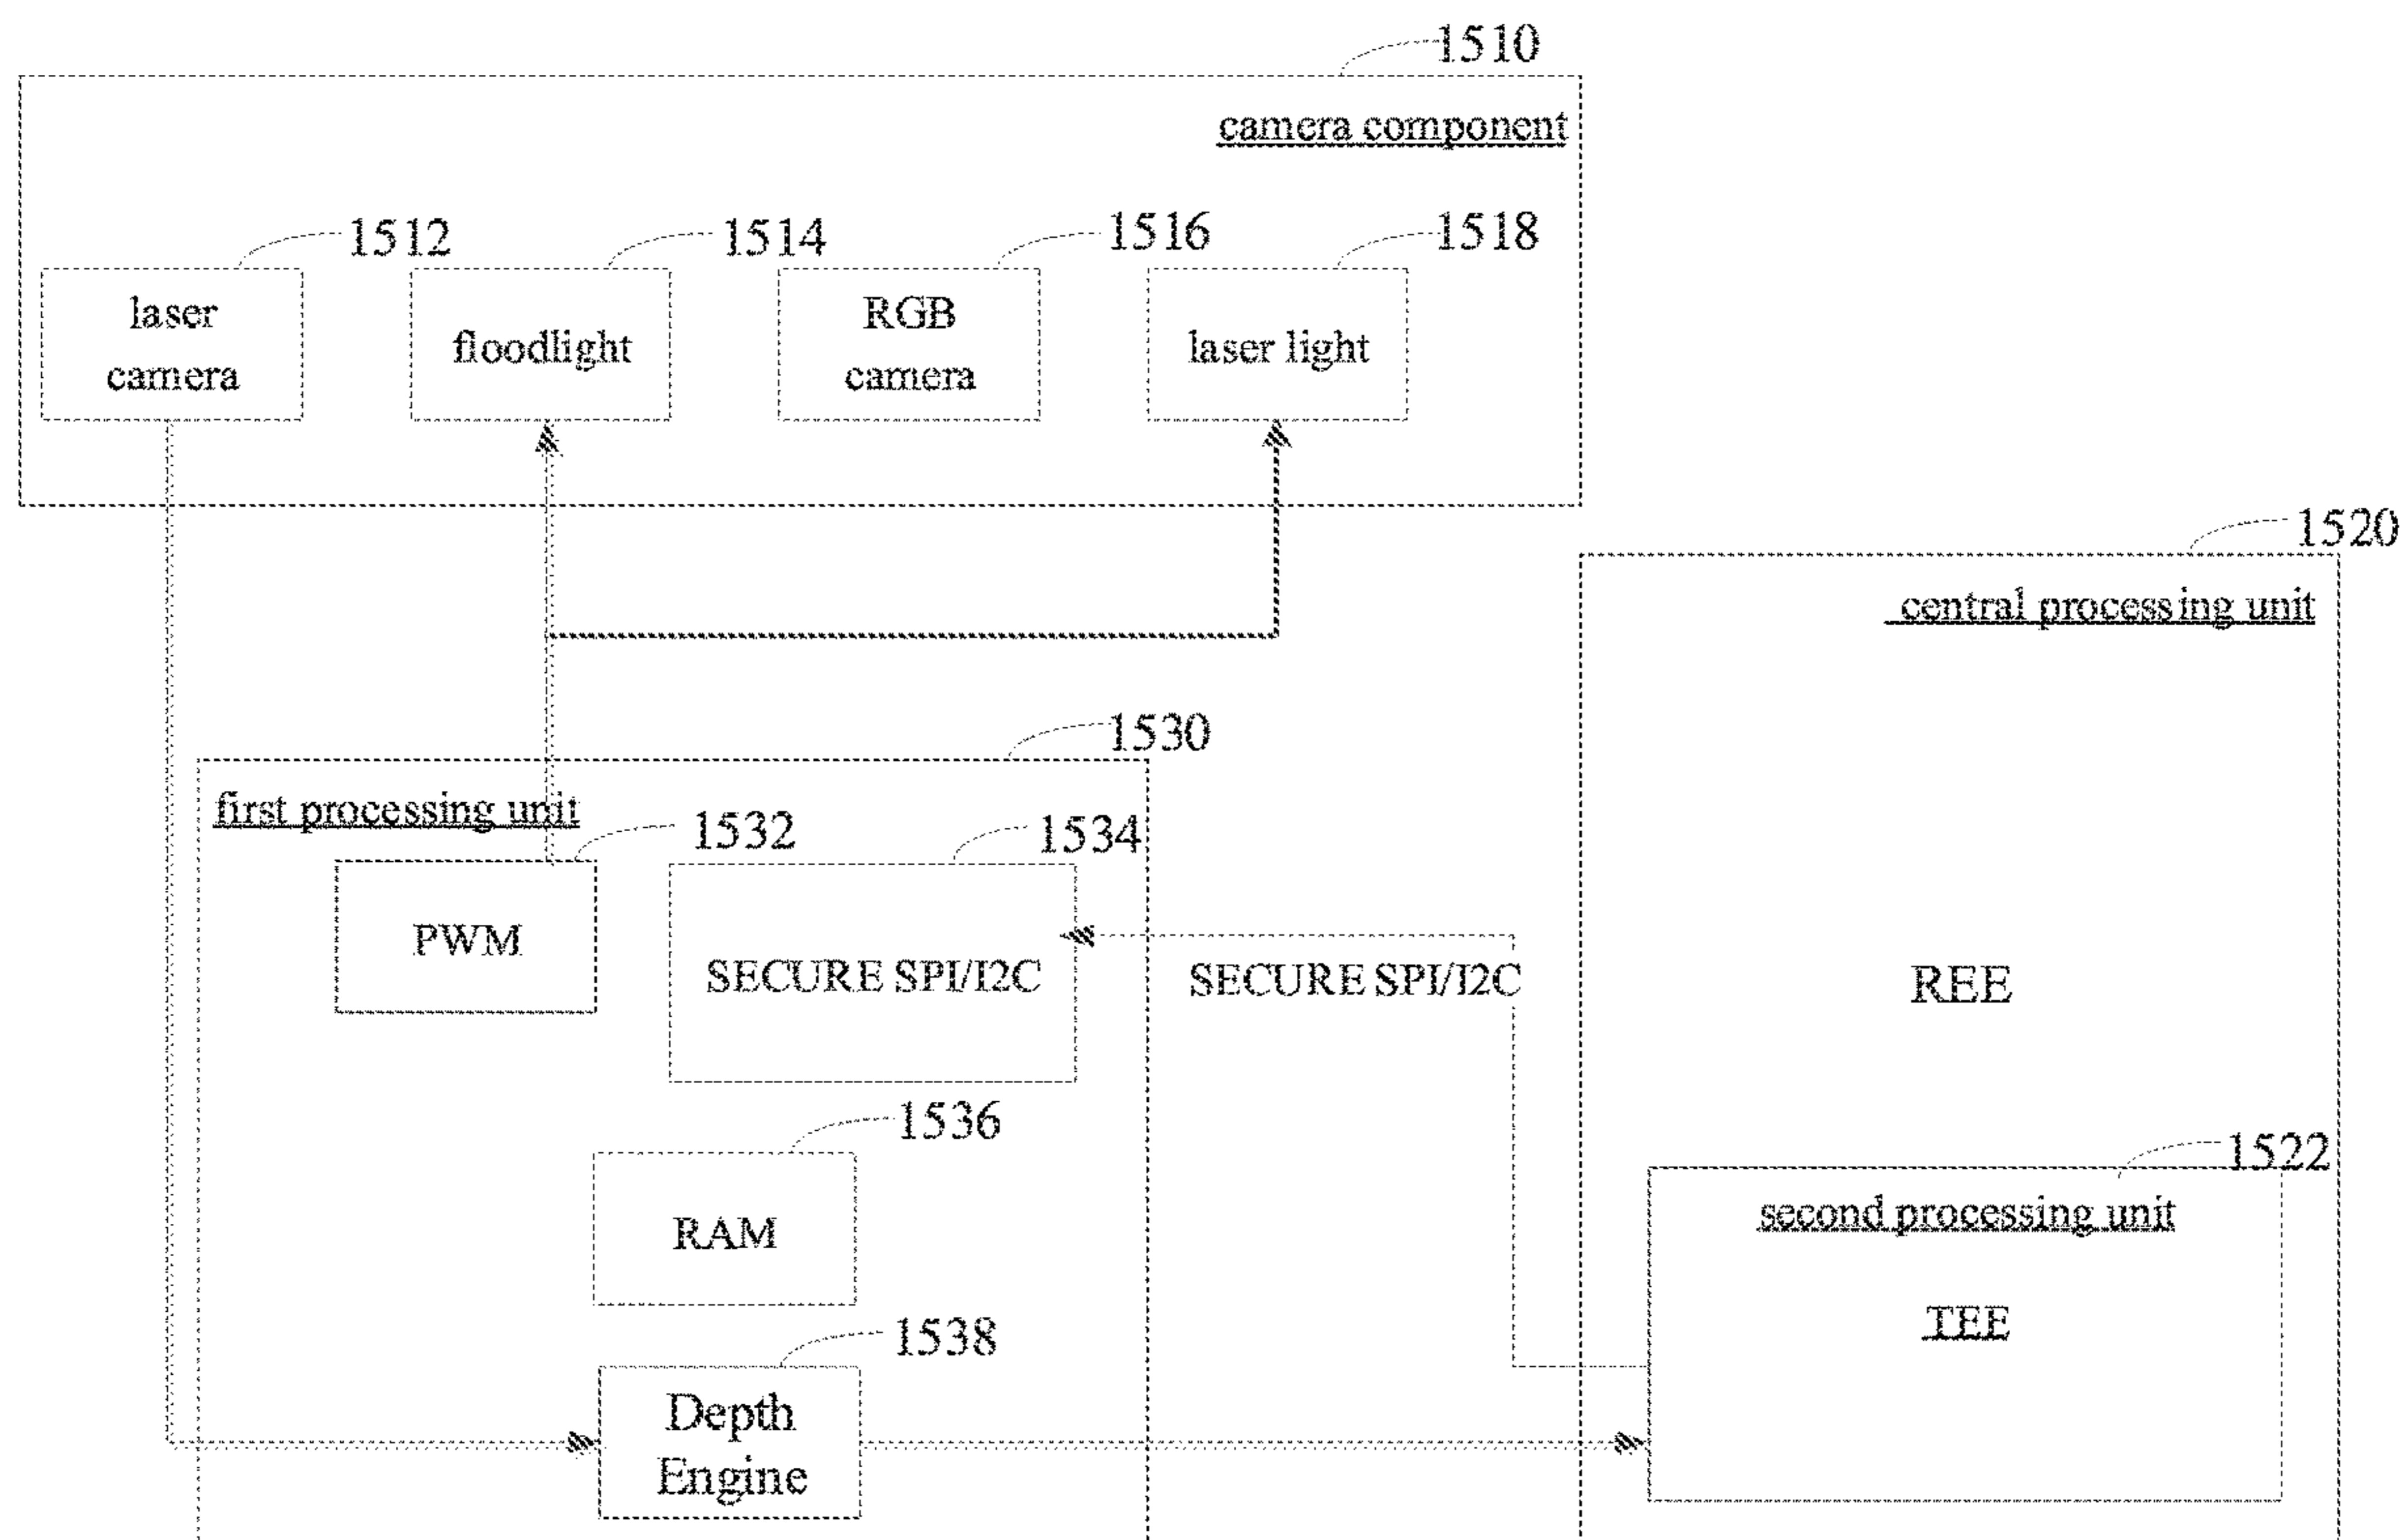 1510
camera component
1512
1514
1516
1518
laser
camera
floodlight
RGB
camera
laser light
1520
central processing unit
1530
first processing unit
1532
1534
PWM
SECURE SPI/I2C
SECURE SPI/I2C
REE
1536
RAM
1522
second processing unit
TEE
1538
Depth
Engine